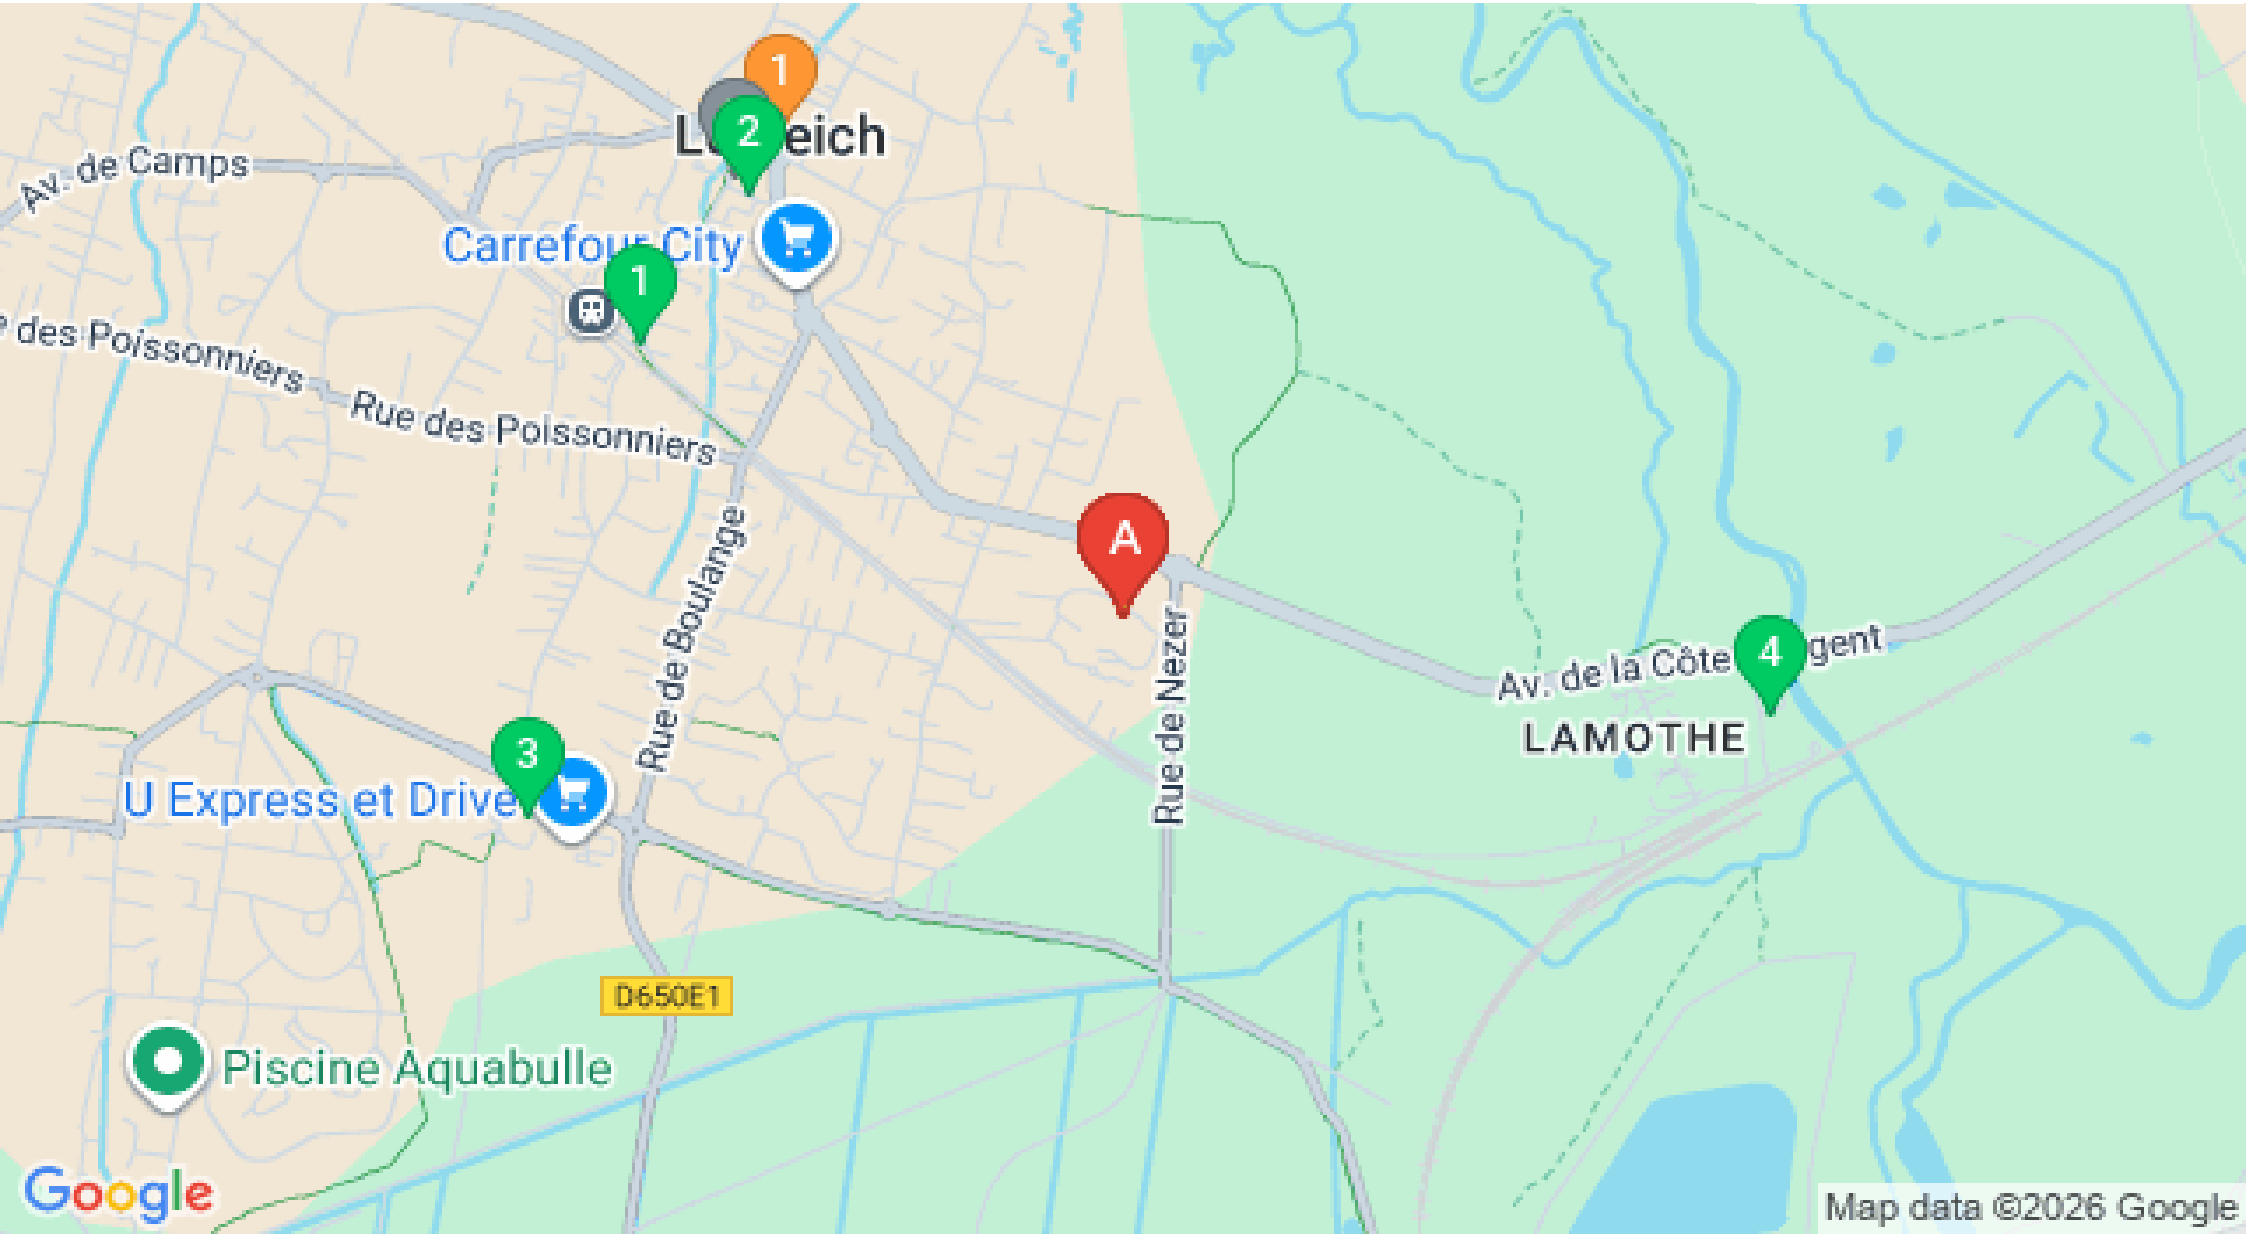 1
2
L eich
Av. de Camps
Carrefour City
1
e des Poissonniers
Rue des Poissonniers
A
Rue de Boulange
Rue de Nezer
4
Av. de la Côte gent
LAMOTHE
3
U Express et Drive
D650E1
Piscine Aquabulle
Google
Map data ©2026 Google